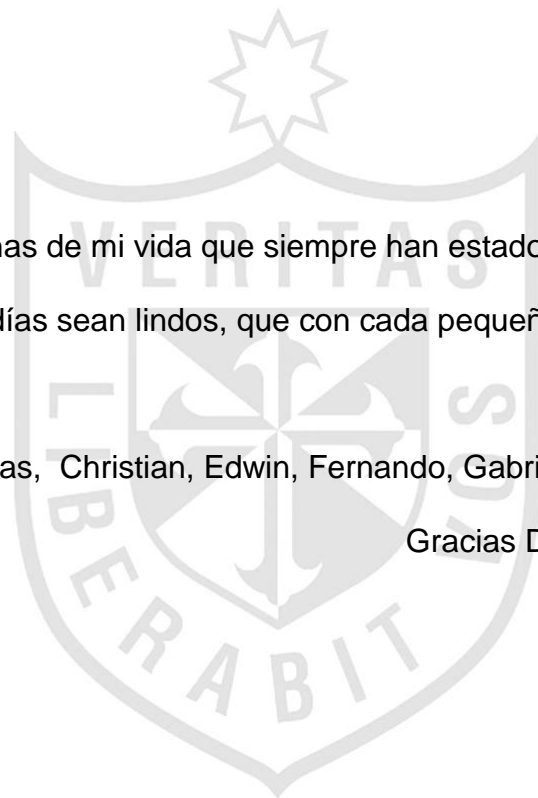 VERITAS
nas de mi vida que siempre han estado
días sean lindos, que con cada pequeñ
as, Christian, Edwin, Fernando, Gabri
Gracias D
LIBERABIT VOS